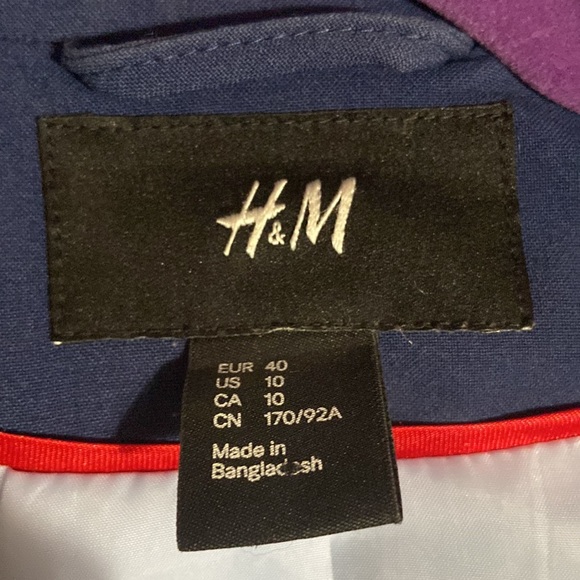 H&M
EUR 40
US 10
CA 10
CN 170/92A
Made in
Bangladesh